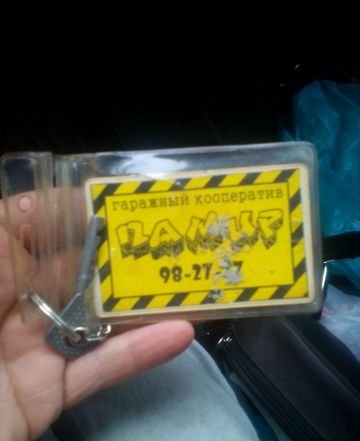 гаражный кооператив
ПАМИР
98-27-